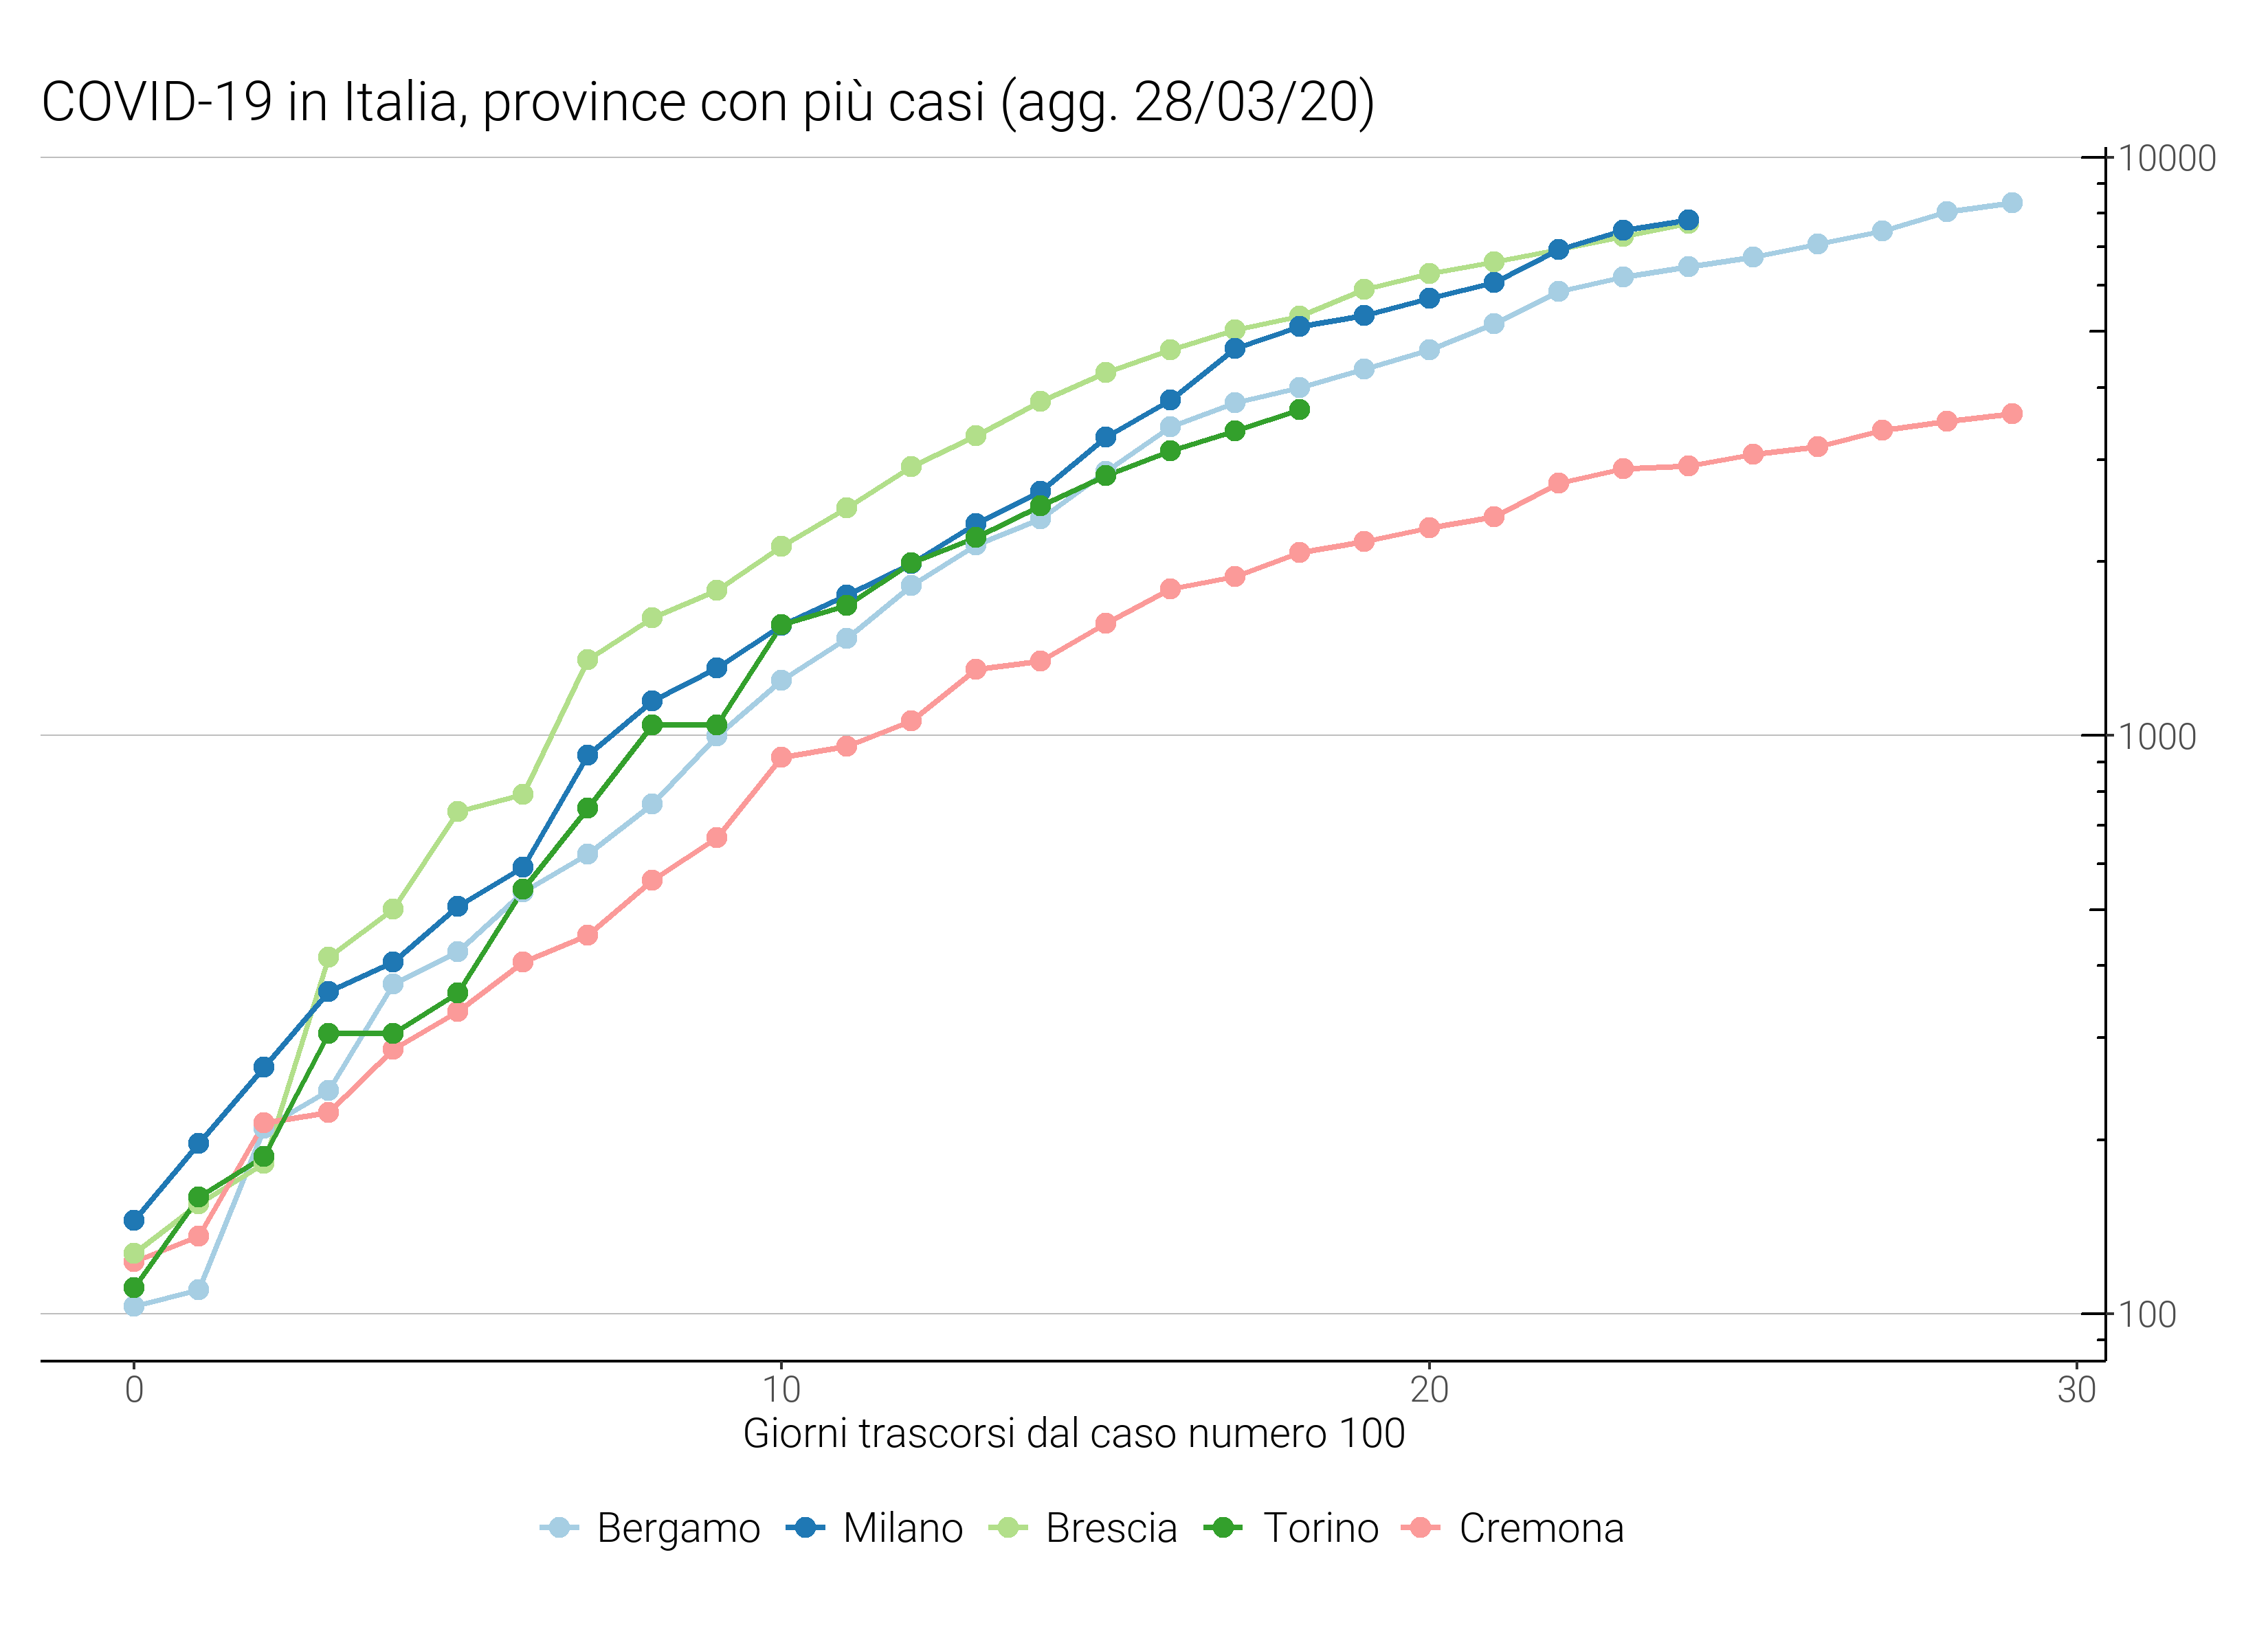 COVID-19 in Italia, province con più casi (agg. 28/03/20)
10000
1000
100
0 10 20 30
Giorni trascorsi dal caso numero 100
Bergamo Milano Brescia Torino Cremona